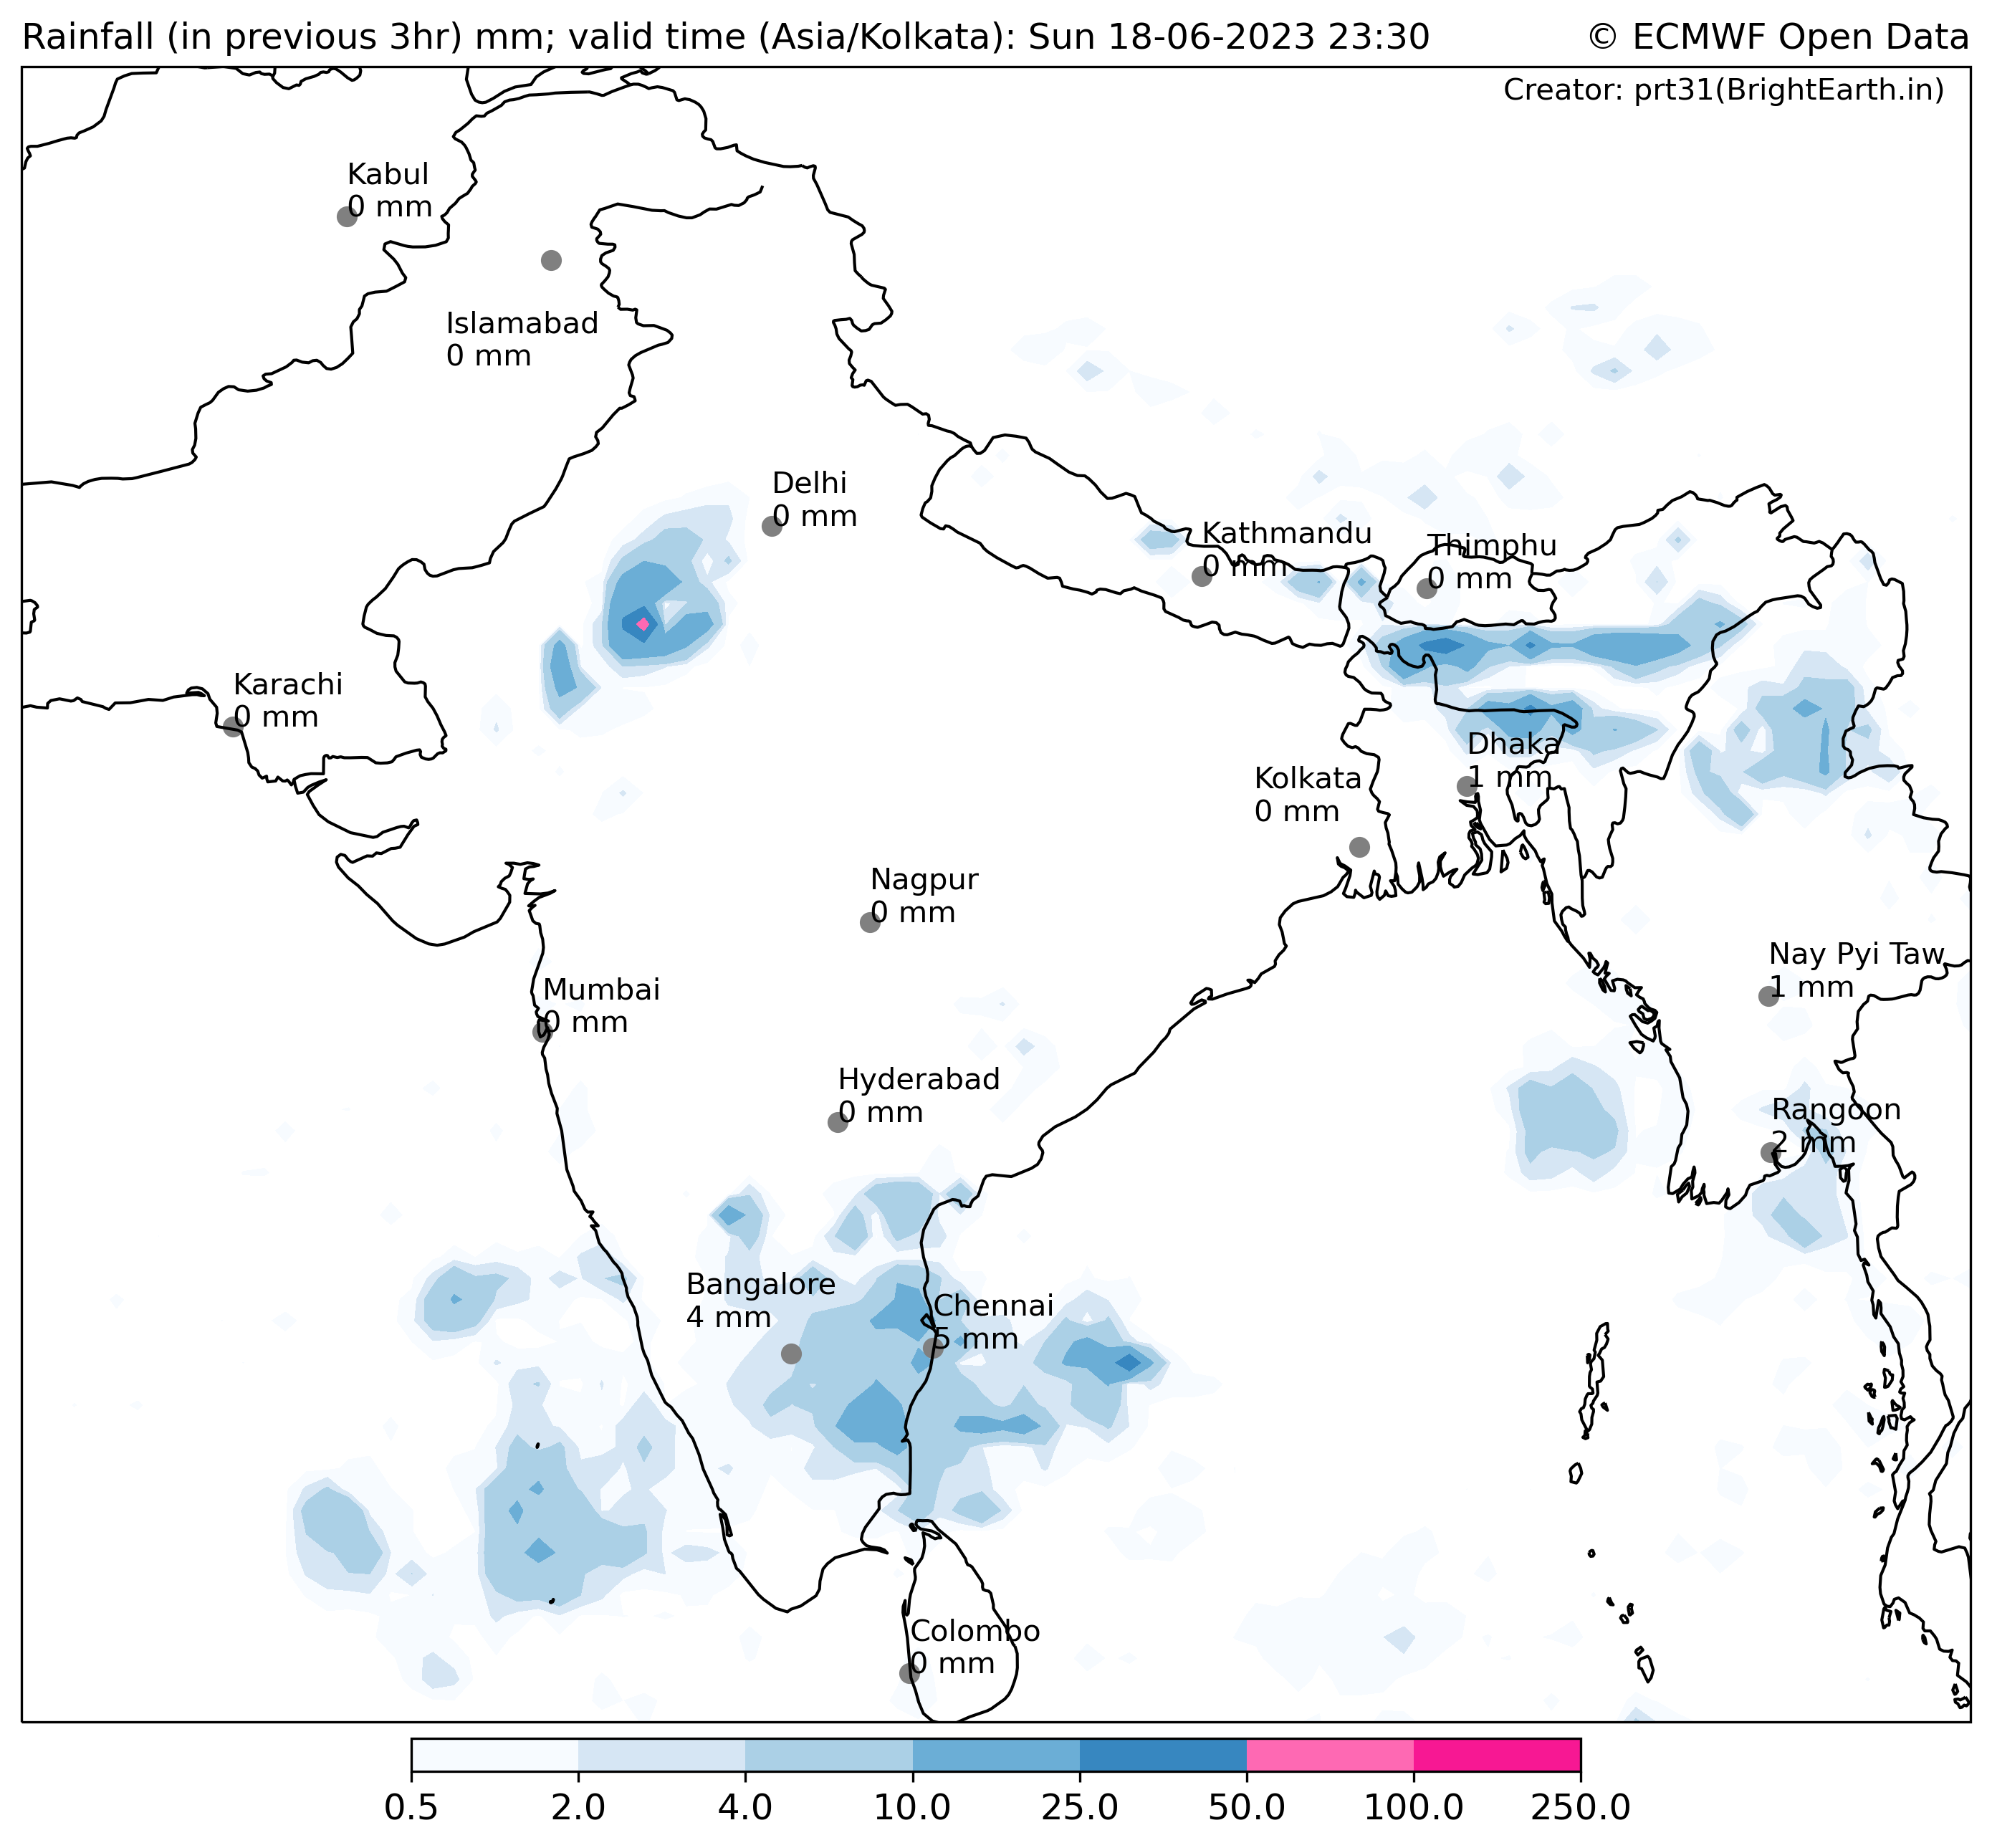 Rainfall (in previous 3hr) mm; valid time (Asia/Kolkata): Sun 18-06-2023 23:30
© ECMWF Open Data
Creator: prt31(BrightEarth.in)
Kabul
0 mm
Islamabad
0 mm
Delhi
0 mm
Kathmandu
0 mm
Thimphu
0 mm
Karachi
0 mm
Dhaka
1 mm
Kolkata
0 mm
Nagpur
0 mm
Nay Pyi Taw
1 mm
Mumbai
0 mm
Hyderabad
0 mm
Rangoon
2 mm
Bangalore
4 mm
Chennai
5 mm
Colombo
0 mm
0.5 2.0 4.0 10.0 25.0 50.0 100.0 250.0